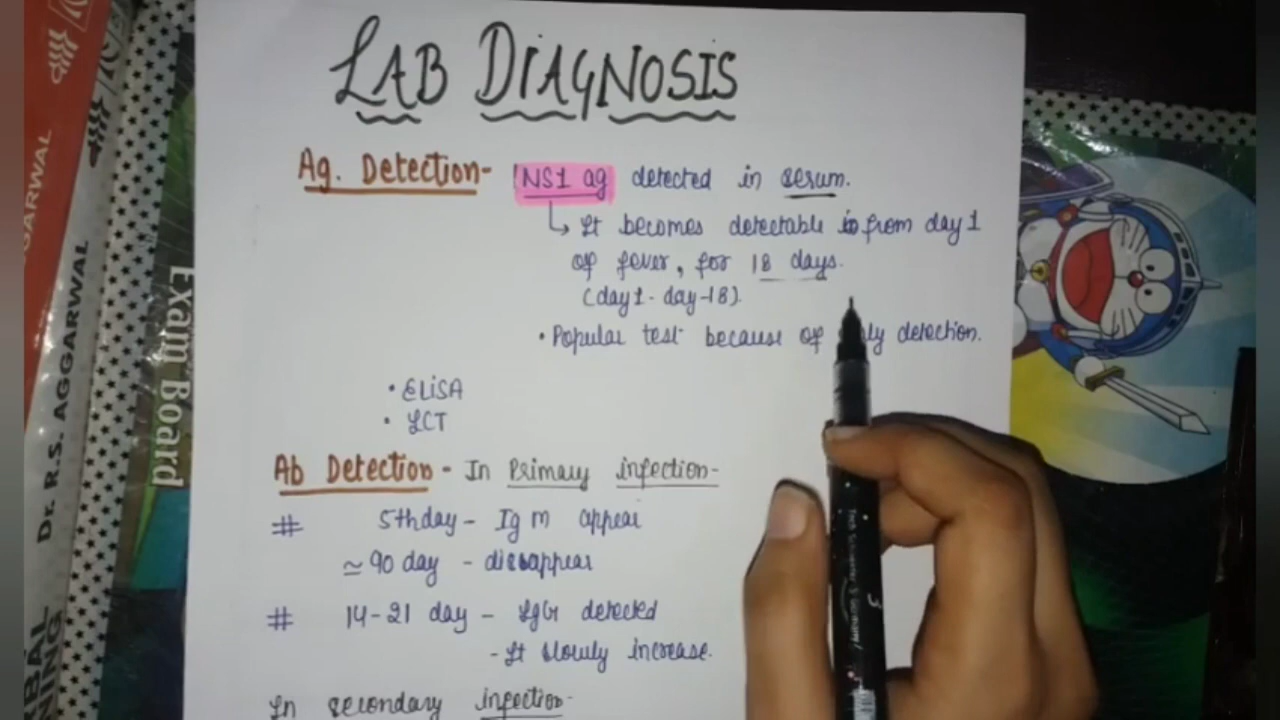 LAB DIAGNOSIS
Ag. Detection- NS1 ag detected in serum.
↳ It becomes detectable from day 1
of fever, for 18 days.
(day 1 - day-18).
• Popular test because of detection.
• ELISA
• ICT
Ab Detection - In Primary infection-
# 5th day - Ig m appear
≃ 90 day - disappear
# 14-21 day - IgG detected
- It slowly increase.
In secondary infection-
GARWAL
Dr. R.S. AGGARWAL
Exam Board